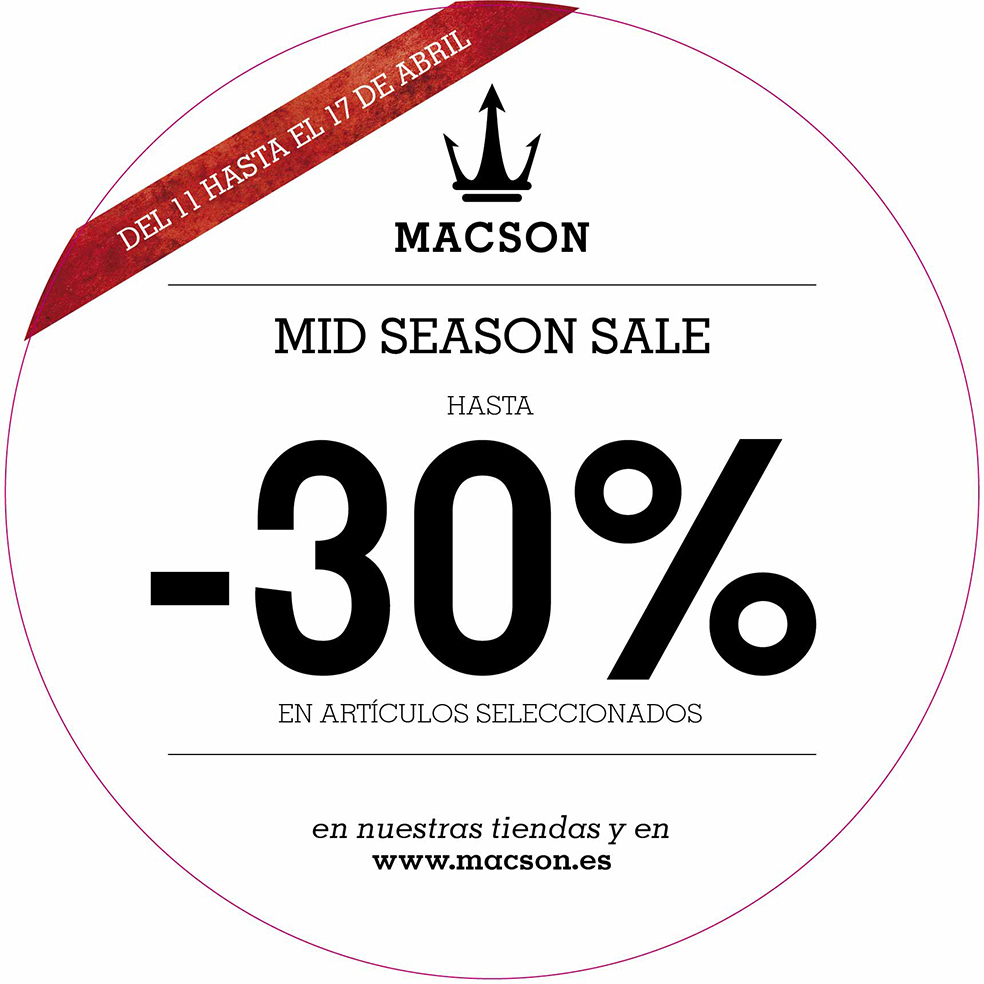 DEL 11 HASTA EL 17 DE ABRIL
MACSON
MID SEASON SALE
HASTA
-30%
EN ARTÍCULOS SELECCIONADOS
en nuestras tiendas y en
www.macson.es